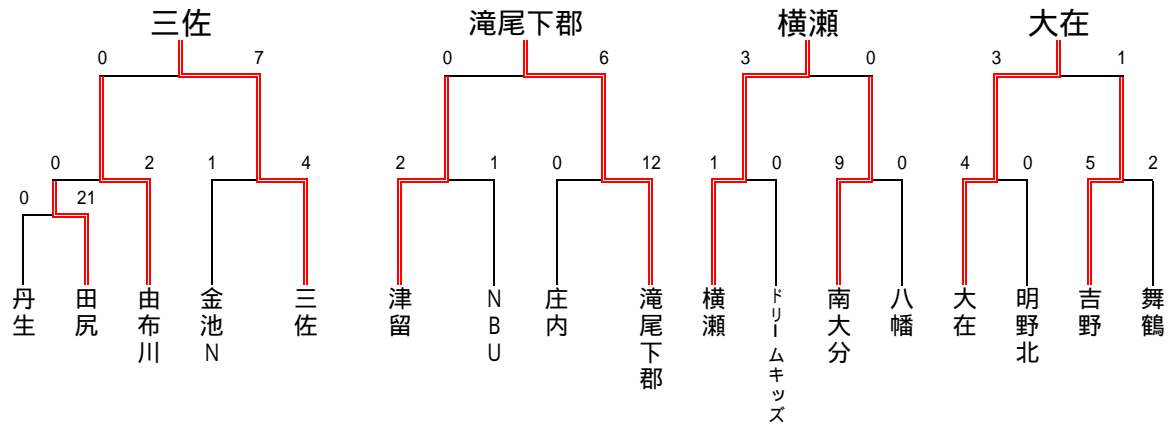 三佐 滝尾下郡 横瀬 大在
0 7 0 6 3 0 3 1
0 2 1 4 2 1 0 12 1 0 9 0 4 0 5 2
0 21
丹生
田尻
由布川
金池N
三佐
津留
NBU
庄内
滝尾下郡
横瀬
ドリームキッズ
南大分
八幡
大在
明野北
吉野
舞鶴